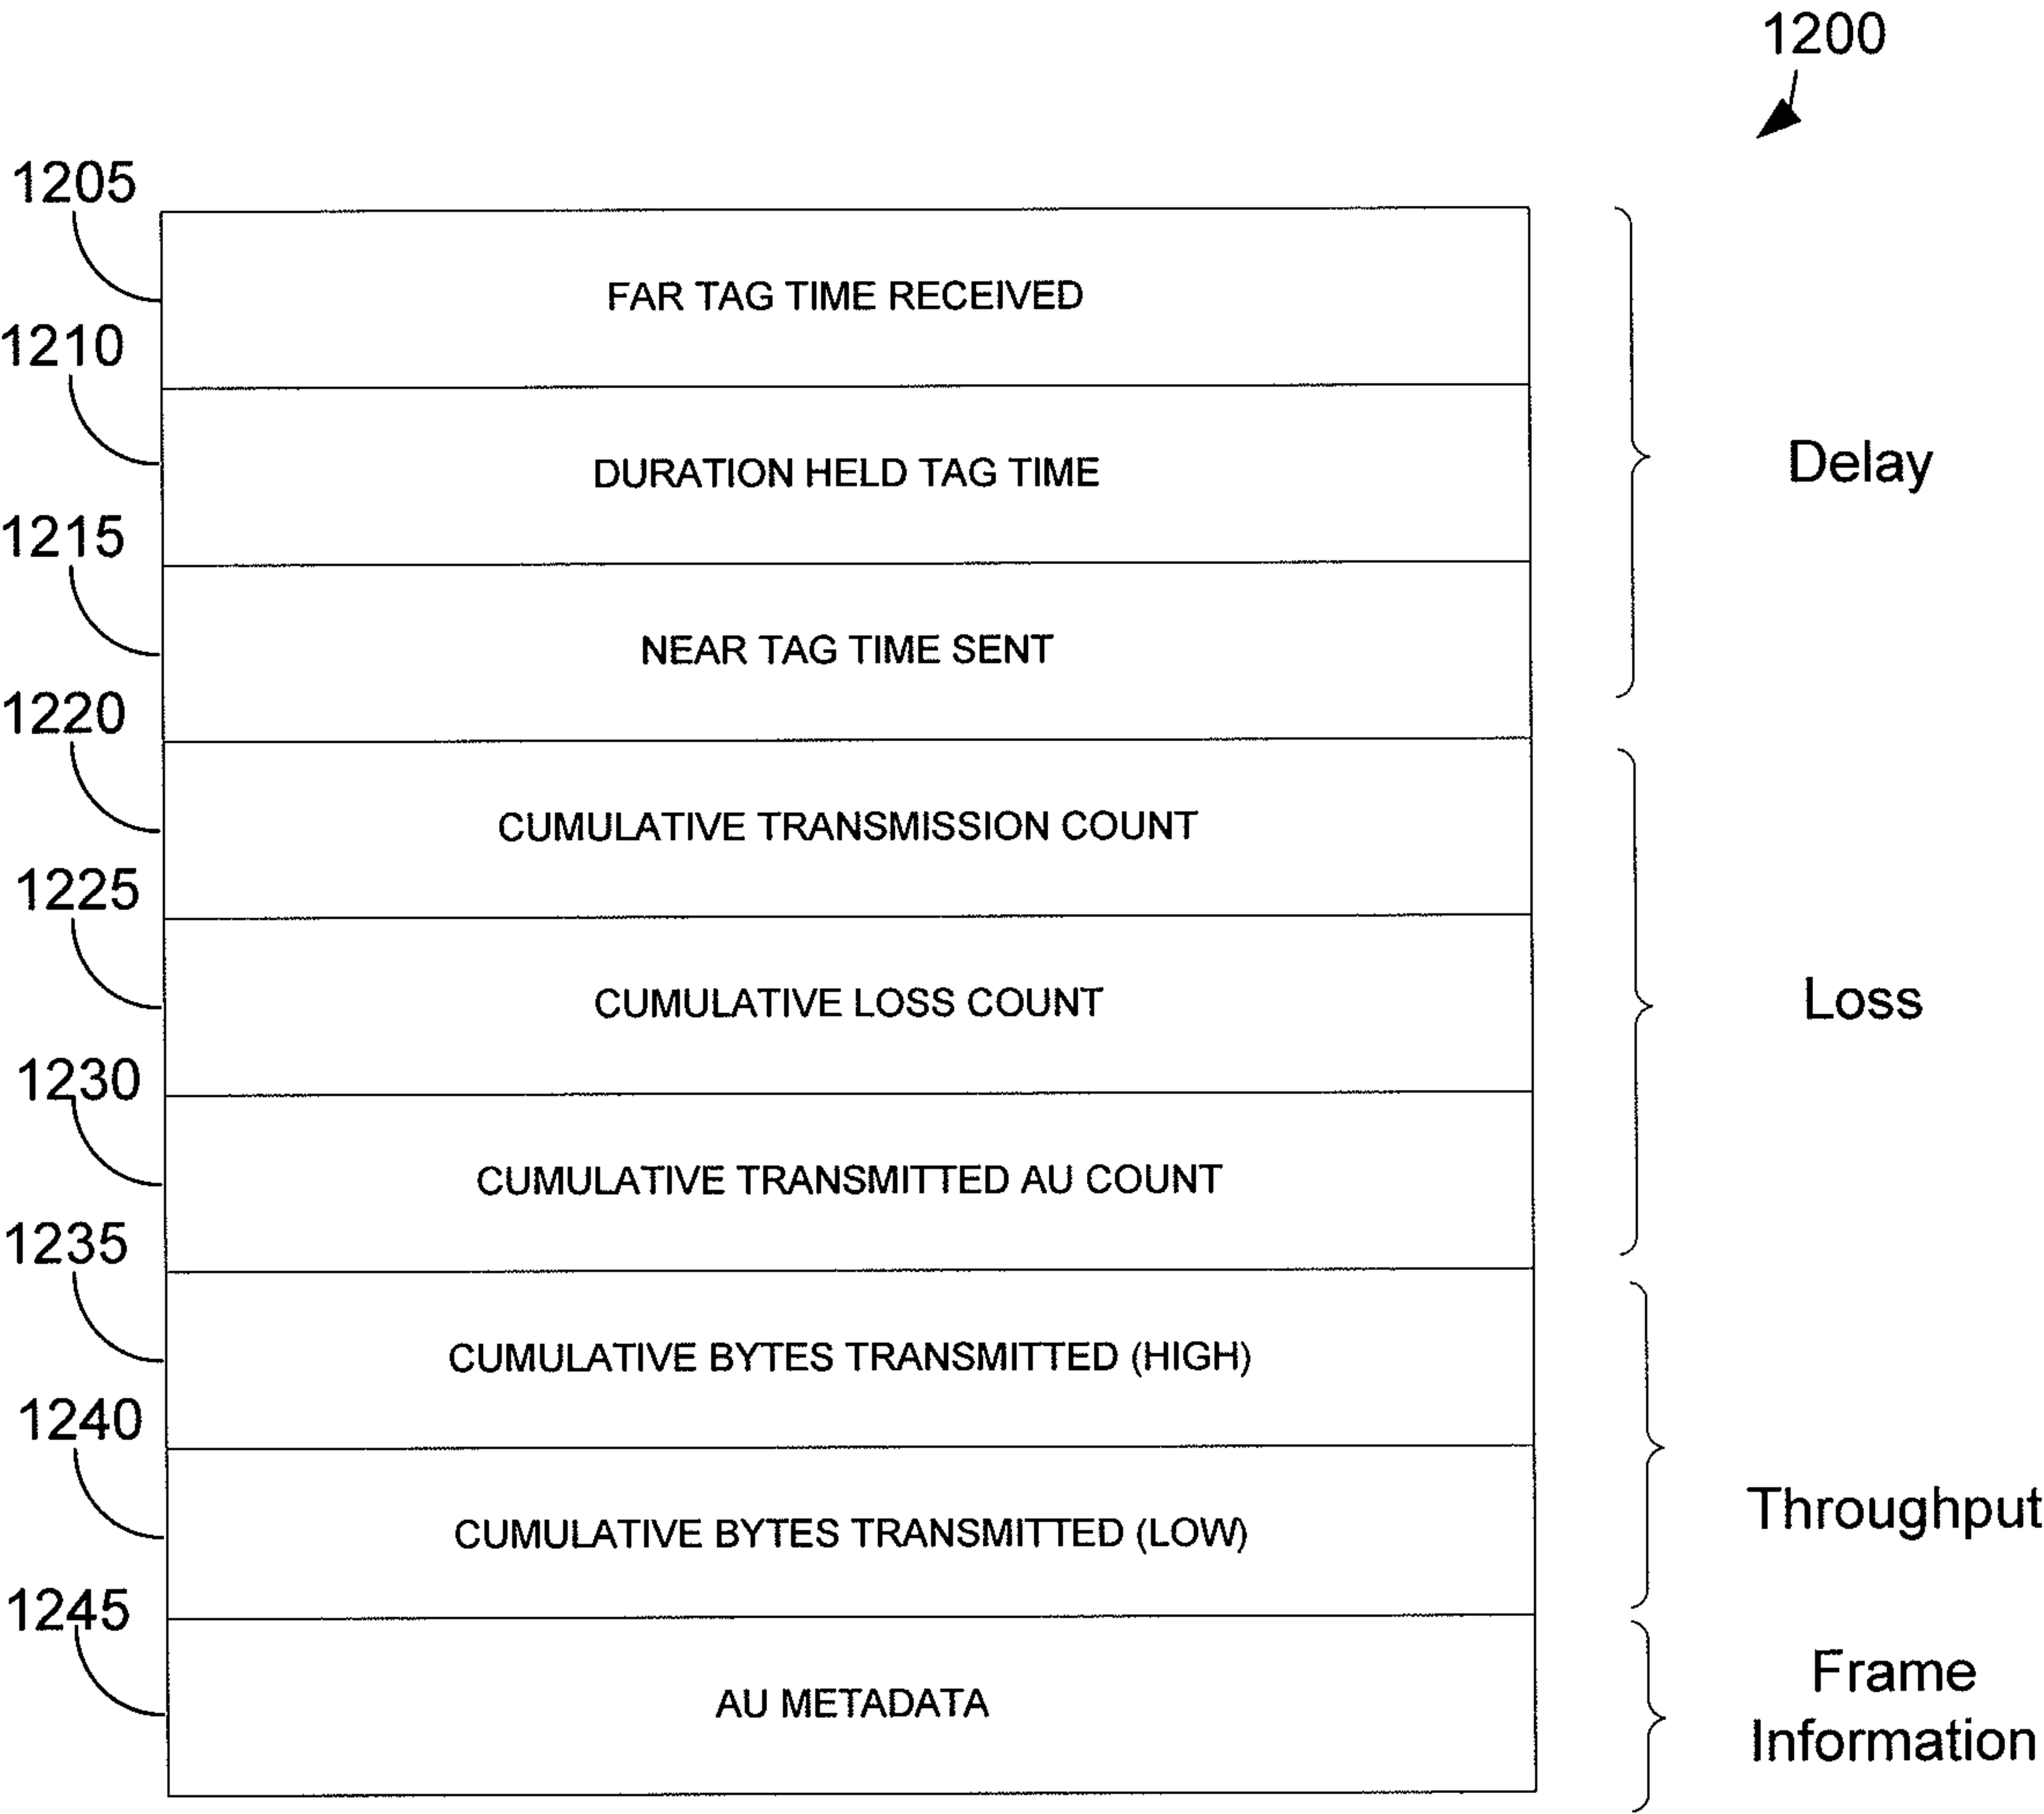 1200
1205
FAR TAG TIME RECEIVED
1210
DURATION HELD TAG TIME
Delay
1215
NEAR TAG TIME SENT
1220
CUMULATIVE TRANSMISSION COUNT
1225
CUMULATIVE LOSS COUNT
Loss
1230
CUMULATIVE TRANSMITTED AU COUNT
1235
CUMULATIVE BYTES TRANSMITTED (HIGH)
1240
CUMULATIVE BYTES TRANSMITTED (LOW)
Throughput
1245
AU METADATA
Frame
Information